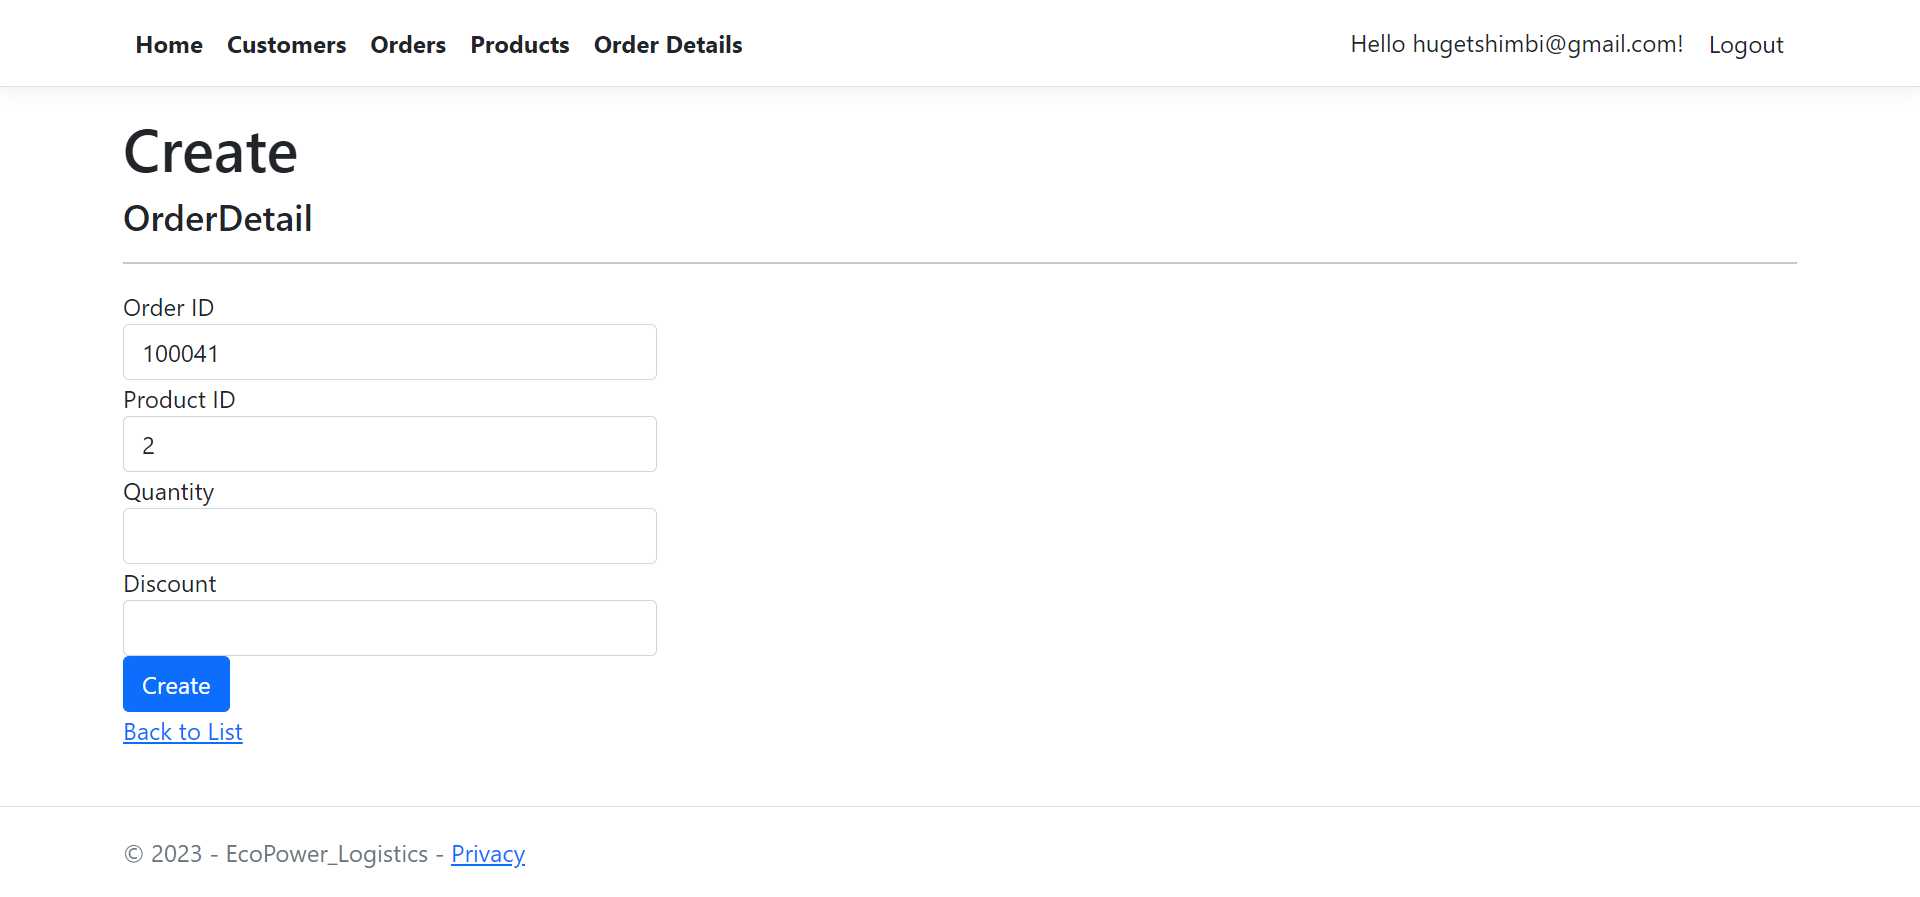 Home Customers Orders Products Order Details Hello hugetshimbi@gmail.com! Logout
Create
OrderDetail
Order ID
100041
Product ID
2
Quantity
Discount
Create
Back to List
© 2023 - EcoPower_Logistics - Privacy